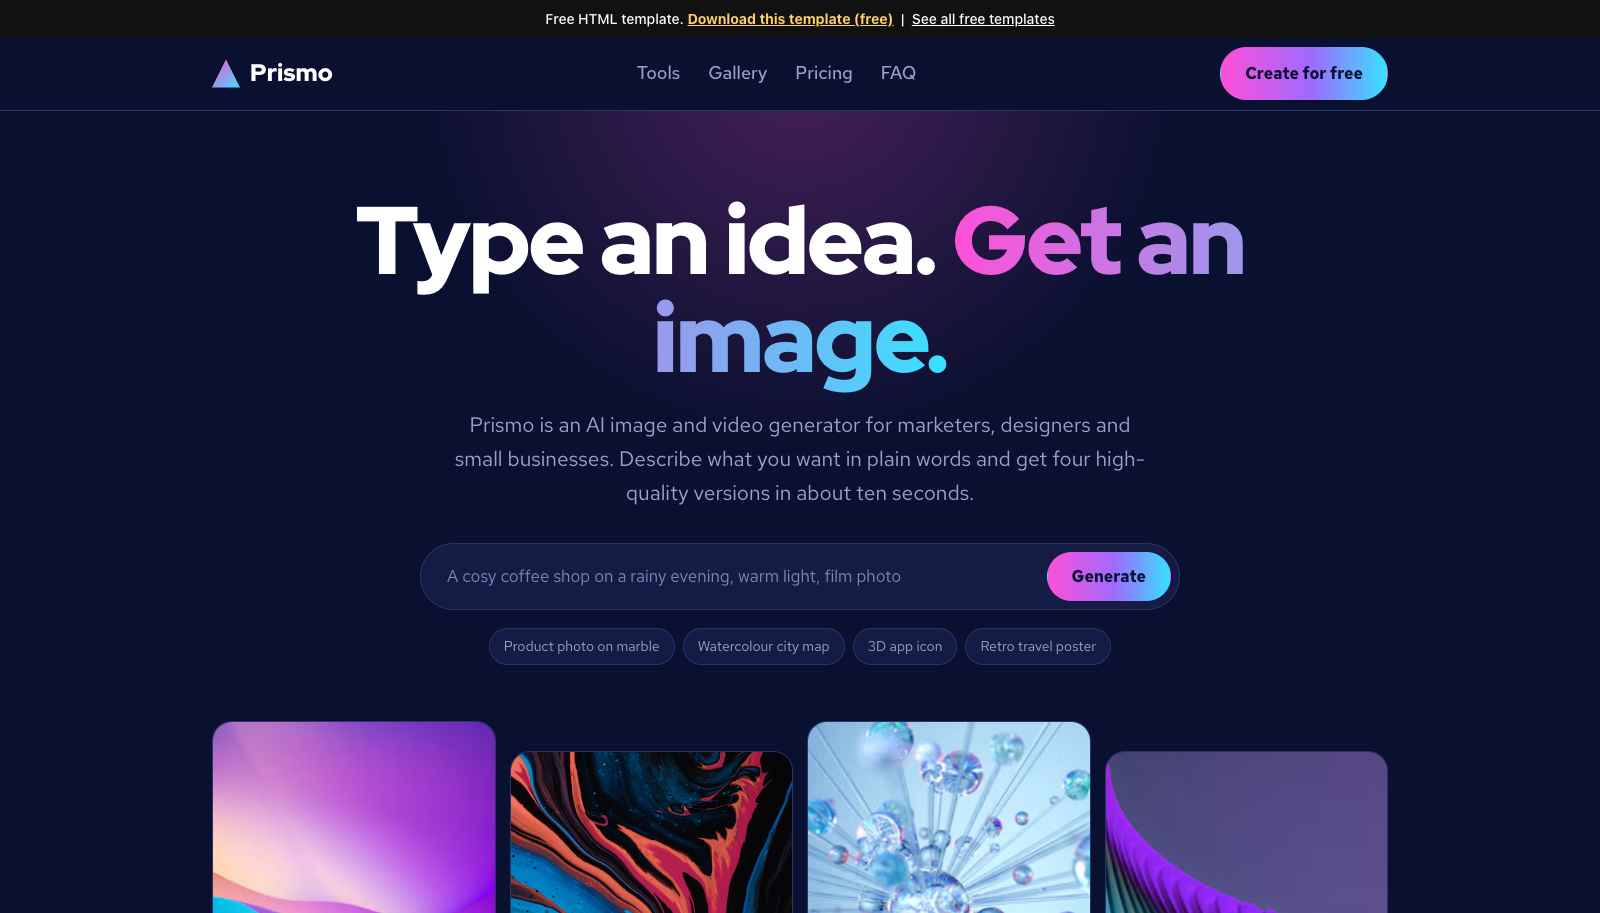 Free HTML template. Download this template (free) | See all free templates
Prismo
Tools Gallery Pricing FAQ
Create for free
Type an idea. Get an
image.
Prismo is an AI image and video generator for marketers, designers and
small businesses. Describe what you want in plain words and get four high-
quality versions in about ten seconds.
A cosy coffee shop on a rainy evening, warm light, film photo
Generate
Product photo on marble
Watercolour city map
3D app icon
Retro travel poster